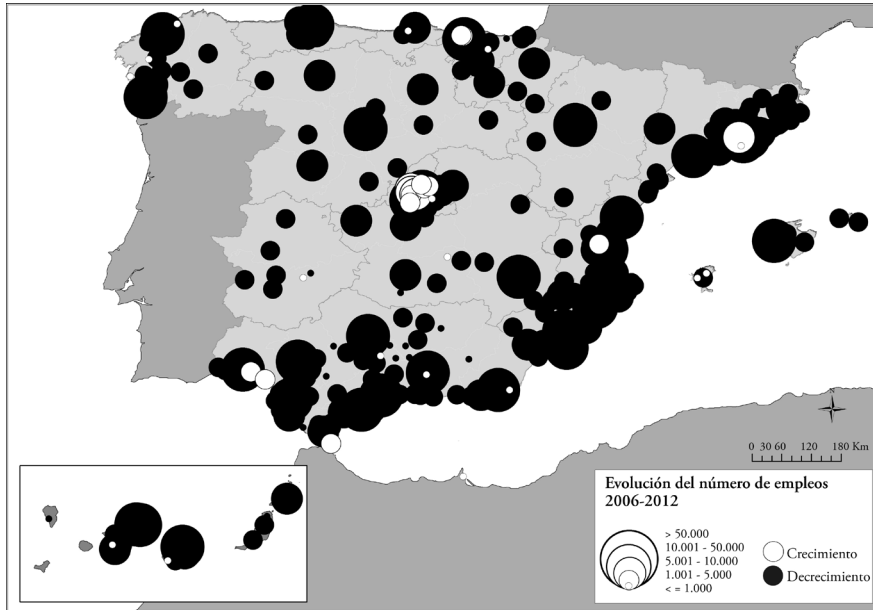 N
0 30 60 120 180 Km
Evolución del número de empleos
2006-2012
> 50.000
10.001 - 50.000
5.001 - 10.000
1.001 - 5.000
< = 1.000
Crecimiento
Decrecimiento